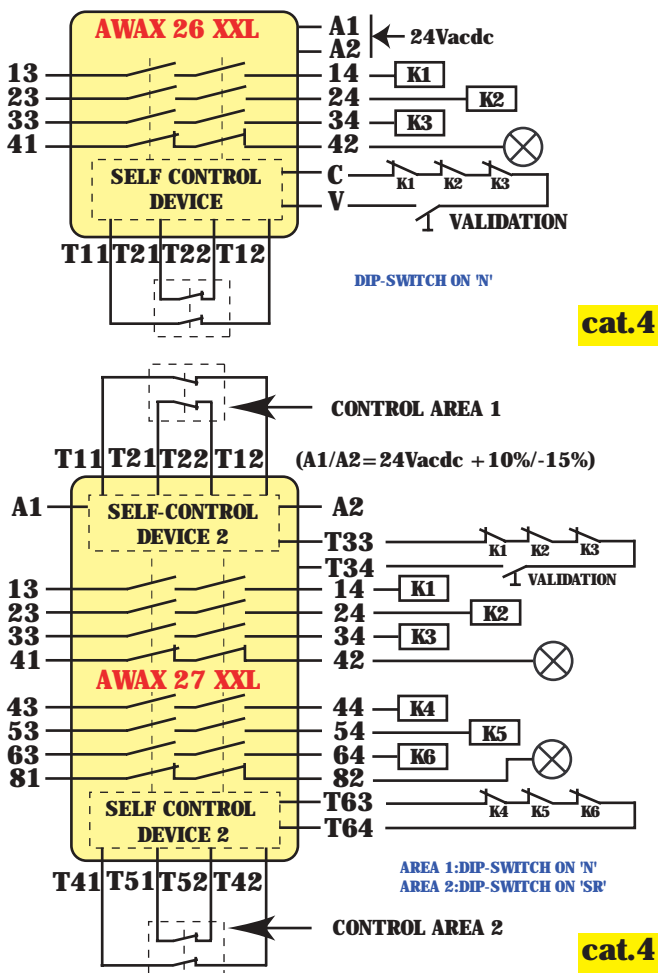 AWAX 26 XXL
A1
A2
24Vacdc
13 14 K1
23 24 K2
33 34 K3
41 42
SELF CONTROL
DEVICE
C
K1 K2 K3
V
VALIDATION
T11 T21 T22 T12
DIP-SWITCH ON 'N'
cat.4
CONTROL AREA 1
T11 T21 T22 T12
(A1/A2=24Vacdc +10%/-15%)
A1 A2
SELF-CONTROL
DEVICE 2
T33
K1 K2 K3
T34
VALIDATION
13 14 K1
23 24 K2
33 34 K3
41 42
AWAX 27 XXL
43 44 K4
53 54 K5
63 64 K6
81 82
SELF CONTROL
DEVICE 2
T63
K4 K5 K6
T64
T41 T51 T52 T42
AREA 1:DIP-SWITCH ON 'N'
AREA 2:DIP-SWITCH ON 'SR'
CONTROL AREA 2
cat.4